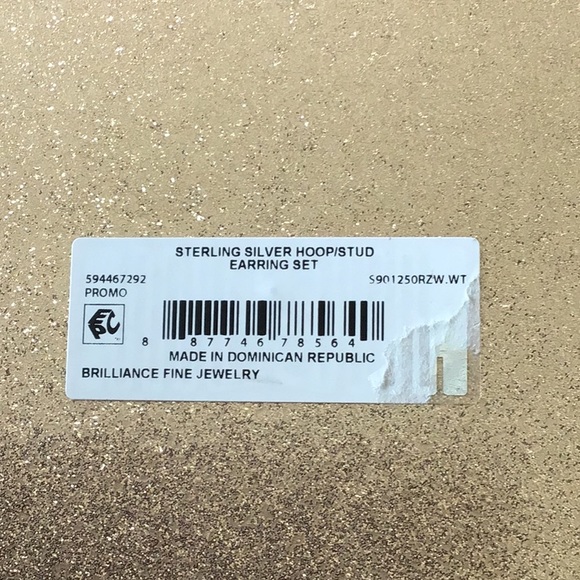 STERLING SILVER HOOP/STUD
EARRING SET
594467292
S901250RZW.WT
PROMO
8 87746 78564
MADE IN DOMINICAN REPUBLIC
BRILLIANCE FINE JEWELRY